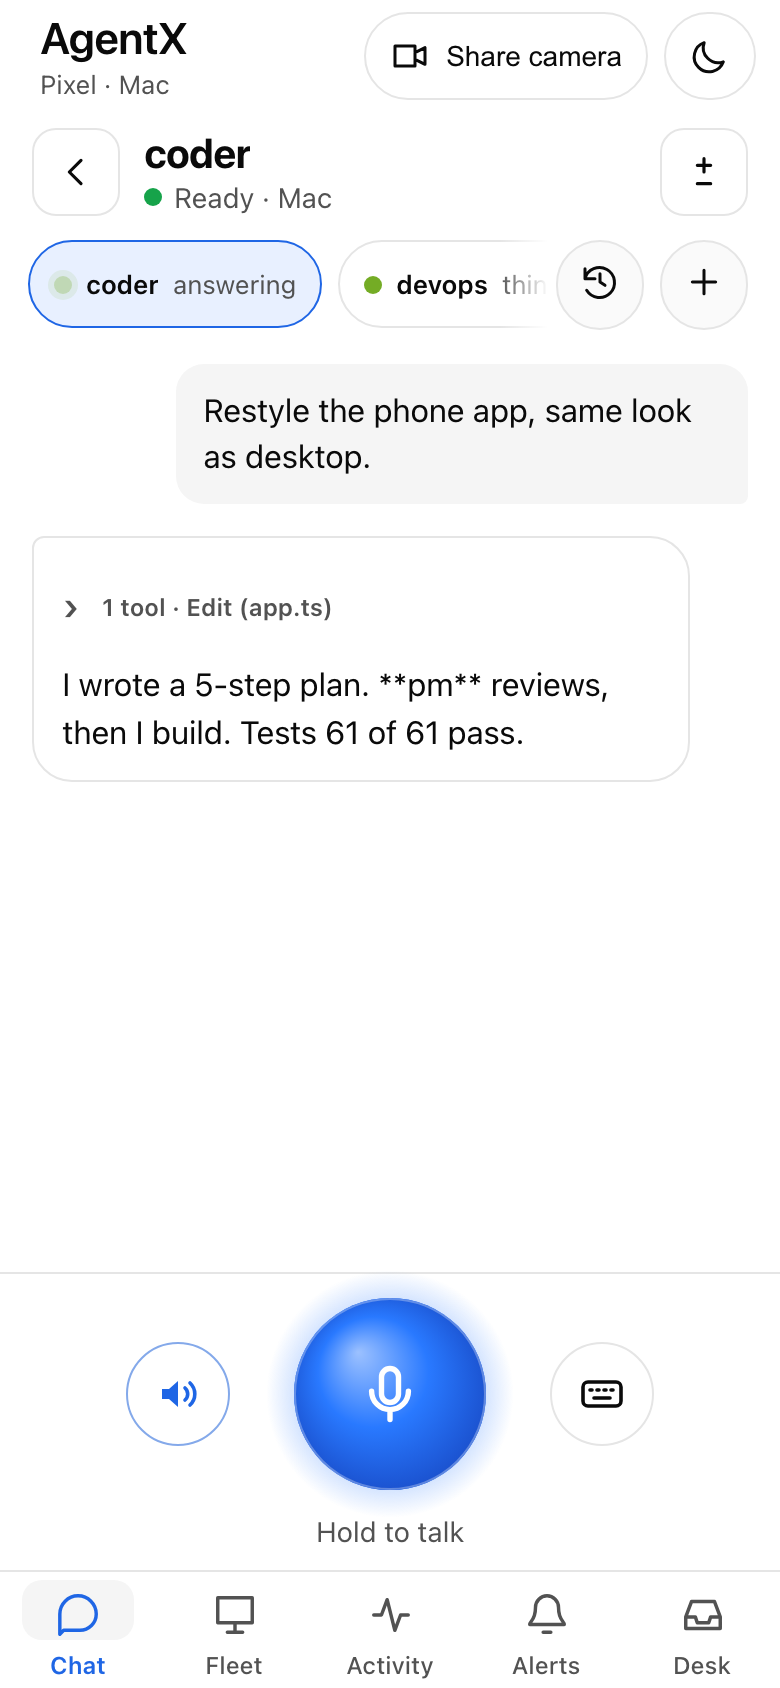 AgentX
Pixel · Mac
Share camera
coder
Ready · Mac
coder answering
devops thin
Restyle the phone app, same look
as desktop.
1 tool · Edit (app.ts)
I wrote a 5-step plan. **pm** reviews,
then I build. Tests 61 of 61 pass.
Hold to talk
Chat
Fleet
Activity
Alerts
Desk